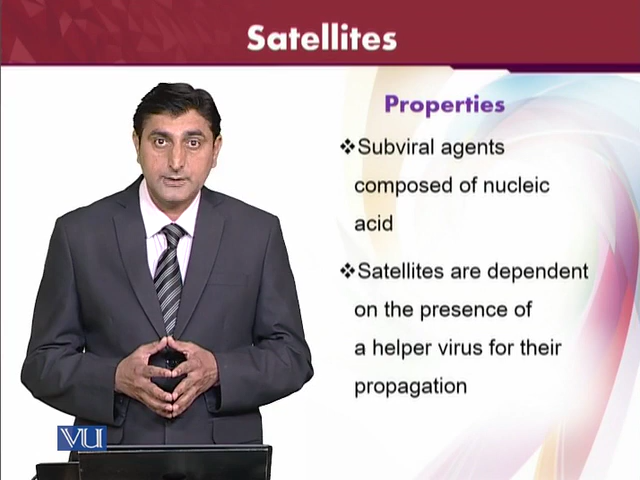 Satellites
Properties
❖Subviral agents
composed of nucleic
acid
❖Satellites are dependent
on the presence of
a helper virus for their
propagation
VU